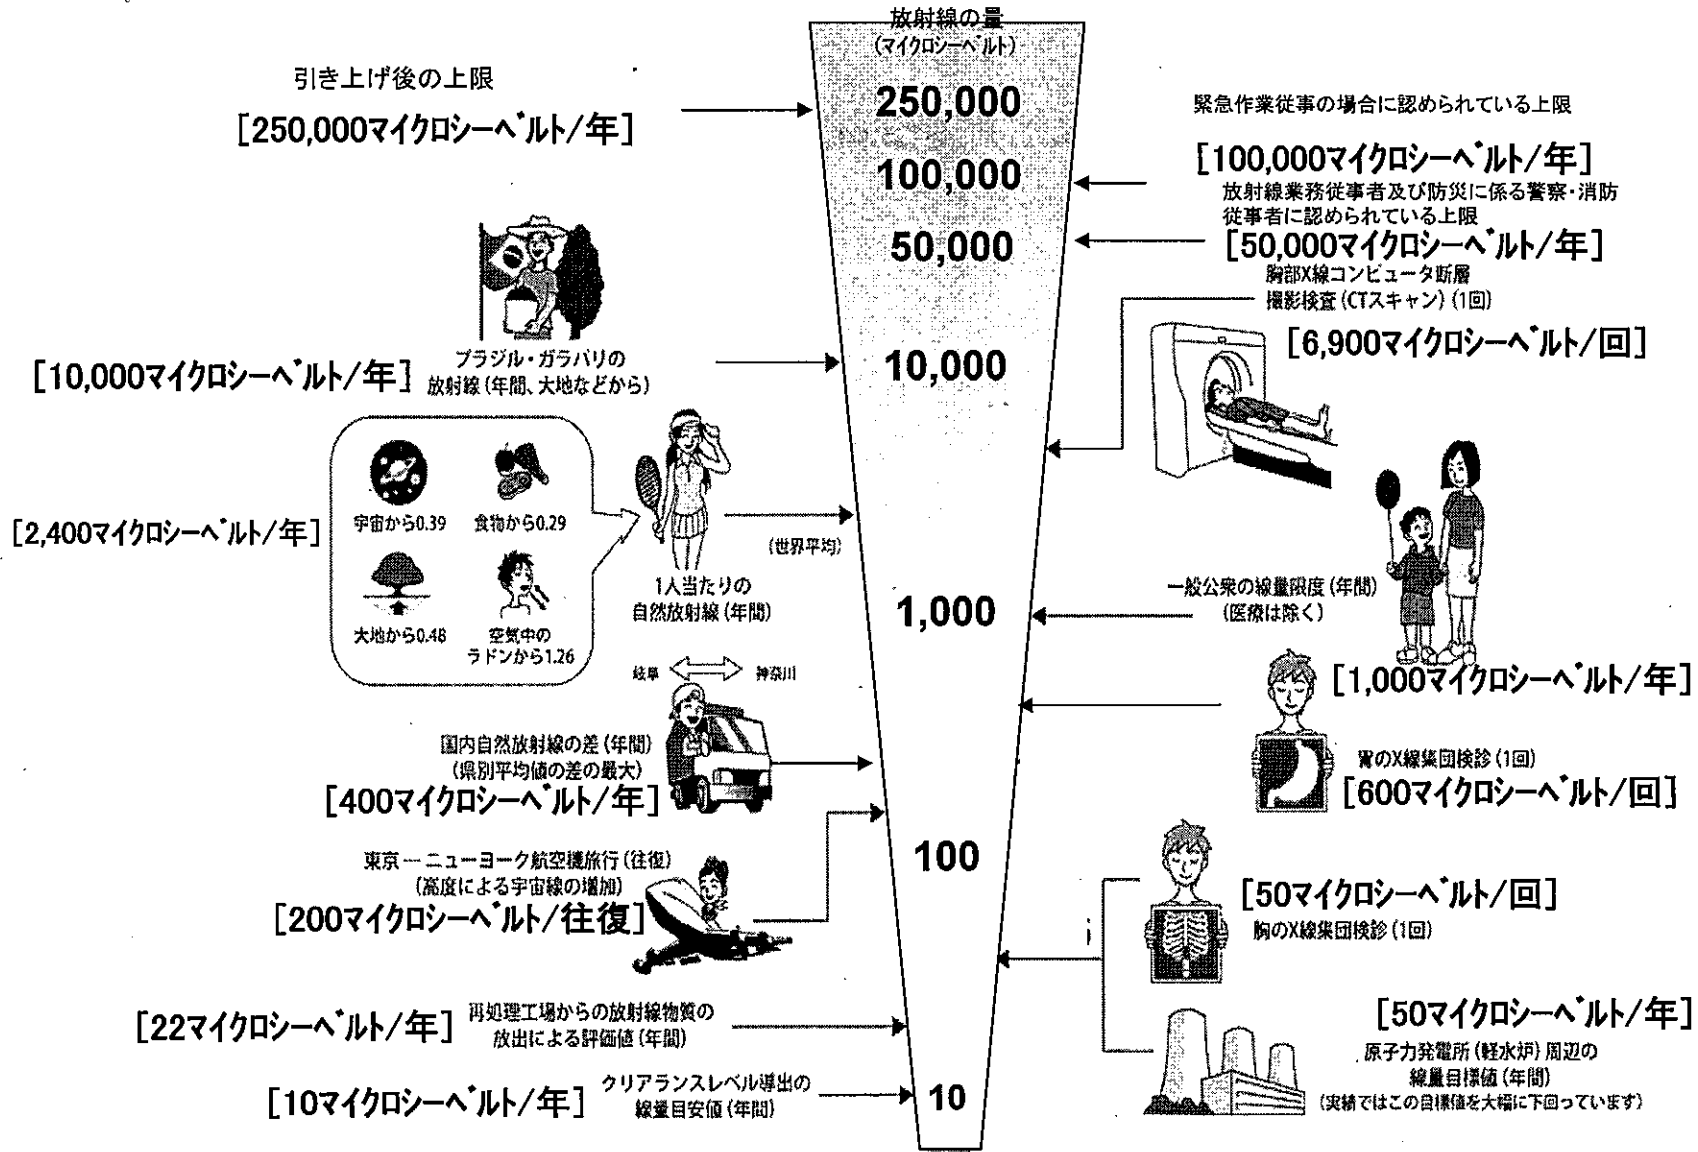 放射線の量
(マイクロシーベルト)
250,000
100,000
50,000
10,000
1,000
100
10
引き上げ後の上限
[250,000マイクロシーベルト/年]
ブラジル・ガラパリの
放射線(年間、大地などから)
[10,000マイクロシーベルト/年]
宇宙から0.39
食物から0.29
大地から0.48
空気中の
ラドンから1.26
[2,400マイクロシーベルト/年]
(世界平均)
1人当たりの
自然放射線(年間)
岐阜
神奈川
国内自然放射線の差(年間)
(県別平均値の差の最大)
[400マイクロシーベルト/年]
東京―ニューヨーク航空機旅行(往復)
(高度による宇宙線の増加)
[200マイクロシーベルト/往復]
[22マイクロシーベルト/年]
再処理工場からの放射線物質の
放出による評価値(年間)
[10マイクロシーベルト/年]
クリアランスレベル導出の
線量目安値(年間)
緊急作業従事の場合に認められている上限
[100,000マイクロシーベルト/年]
放射線業務従事者及び防災に係る警察・消防
従事者に認められている上限
[50,000マイクロシーベルト/年]
胸部X線コンピュータ断層
撮影検査(CTスキャン)(1回)
[6,900マイクロシーベルト/回]
一般公衆の線量限度(年間)
(医療は除く)
[1,000マイクロシーベルト/年]
胃のX線集団検診(1回)
[600マイクロシーベルト/回]
[50マイクロシーベルト/回]
胸のX線集団検診(1回)
[50マイクロシーベルト/年]
原子力発電所(軽水炉)周辺の
線量目標値(年間)
(実績ではこの目標値を大幅に下回っています)